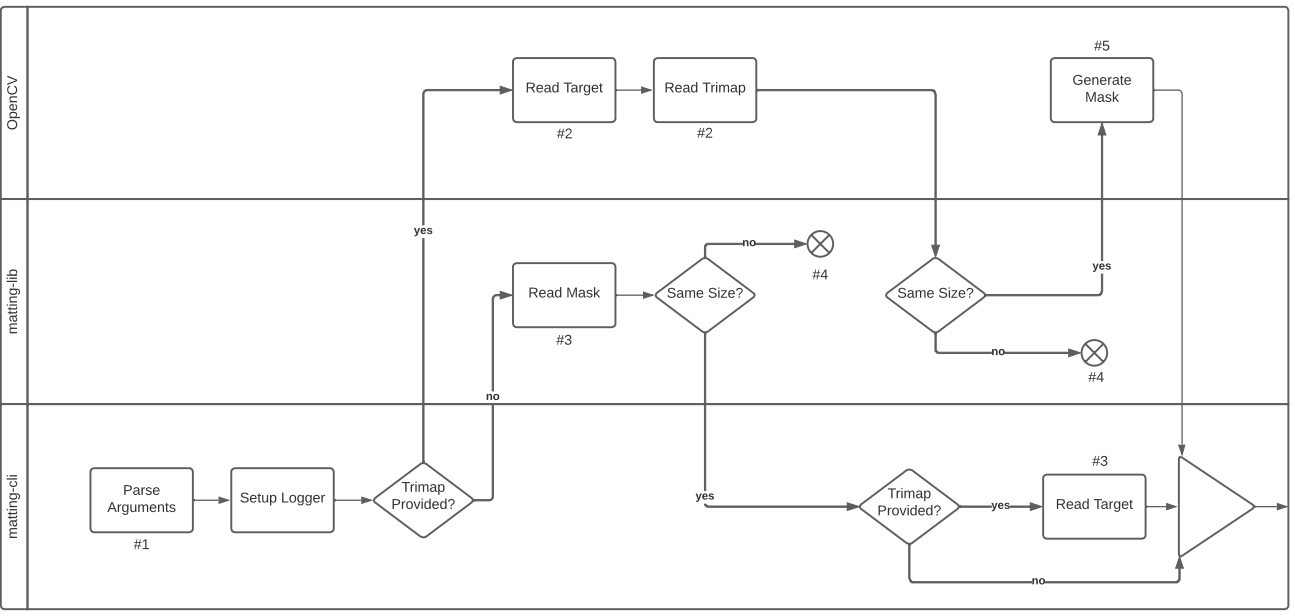 OpenCV
#5
Generate
Mask
Read Target
Read Trimap
#2
#2
matting-lib
yes
no
#4
Read Mask
#3
Same Size?
Same Size?
yes
no
#4
no
matting-cli
Parse
Arguments
#1
Setup Logger
Trimap
Provided?
yes
Trimap
Provided?
yes
#3
Read Target
no